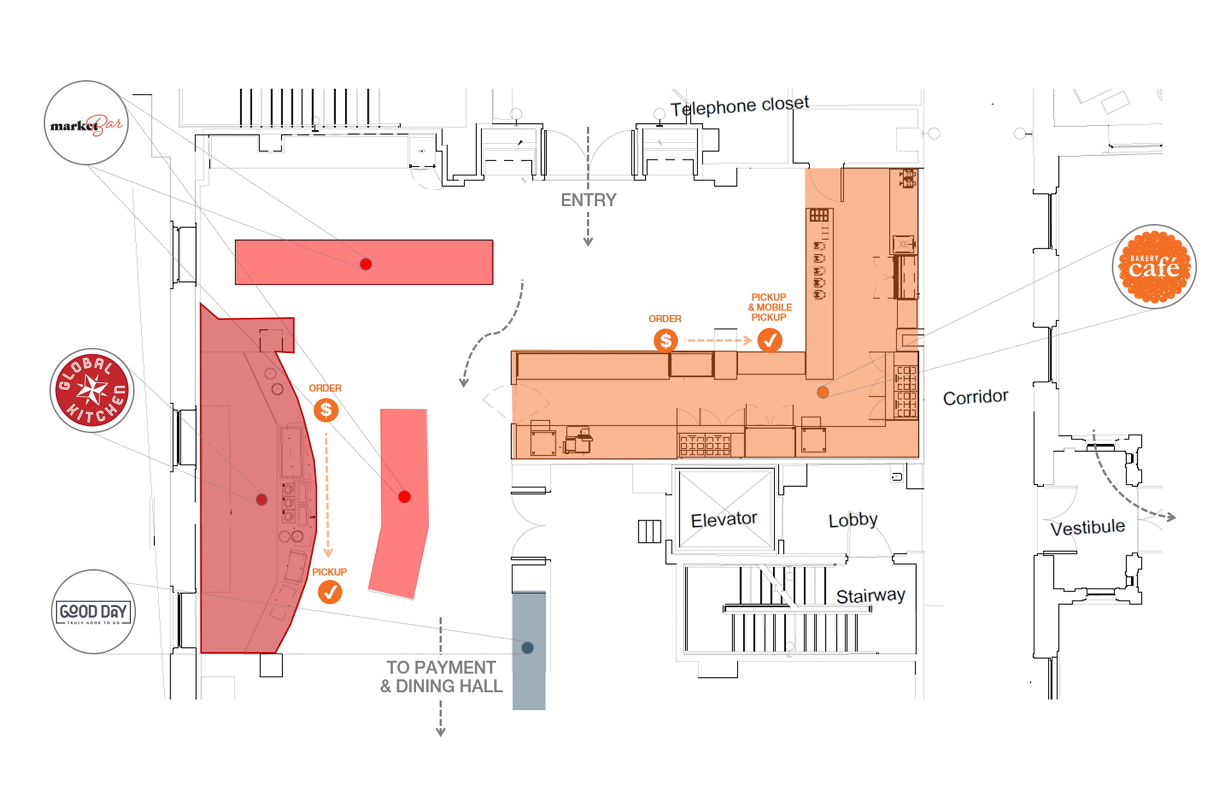 Telephone closet
market Bar
ENTRY
BAKERY
café
PICKUP
& MOBILE
PICKUP
ORDER
$
GLOBAL
KITCHEN
ORDER
$
Corridor
Elevator
Lobby
Vestibule
PICKUP
GOOD DAY
TRULY GOOD TO GO
Stairway
TO PAYMENT
& DINING HALL